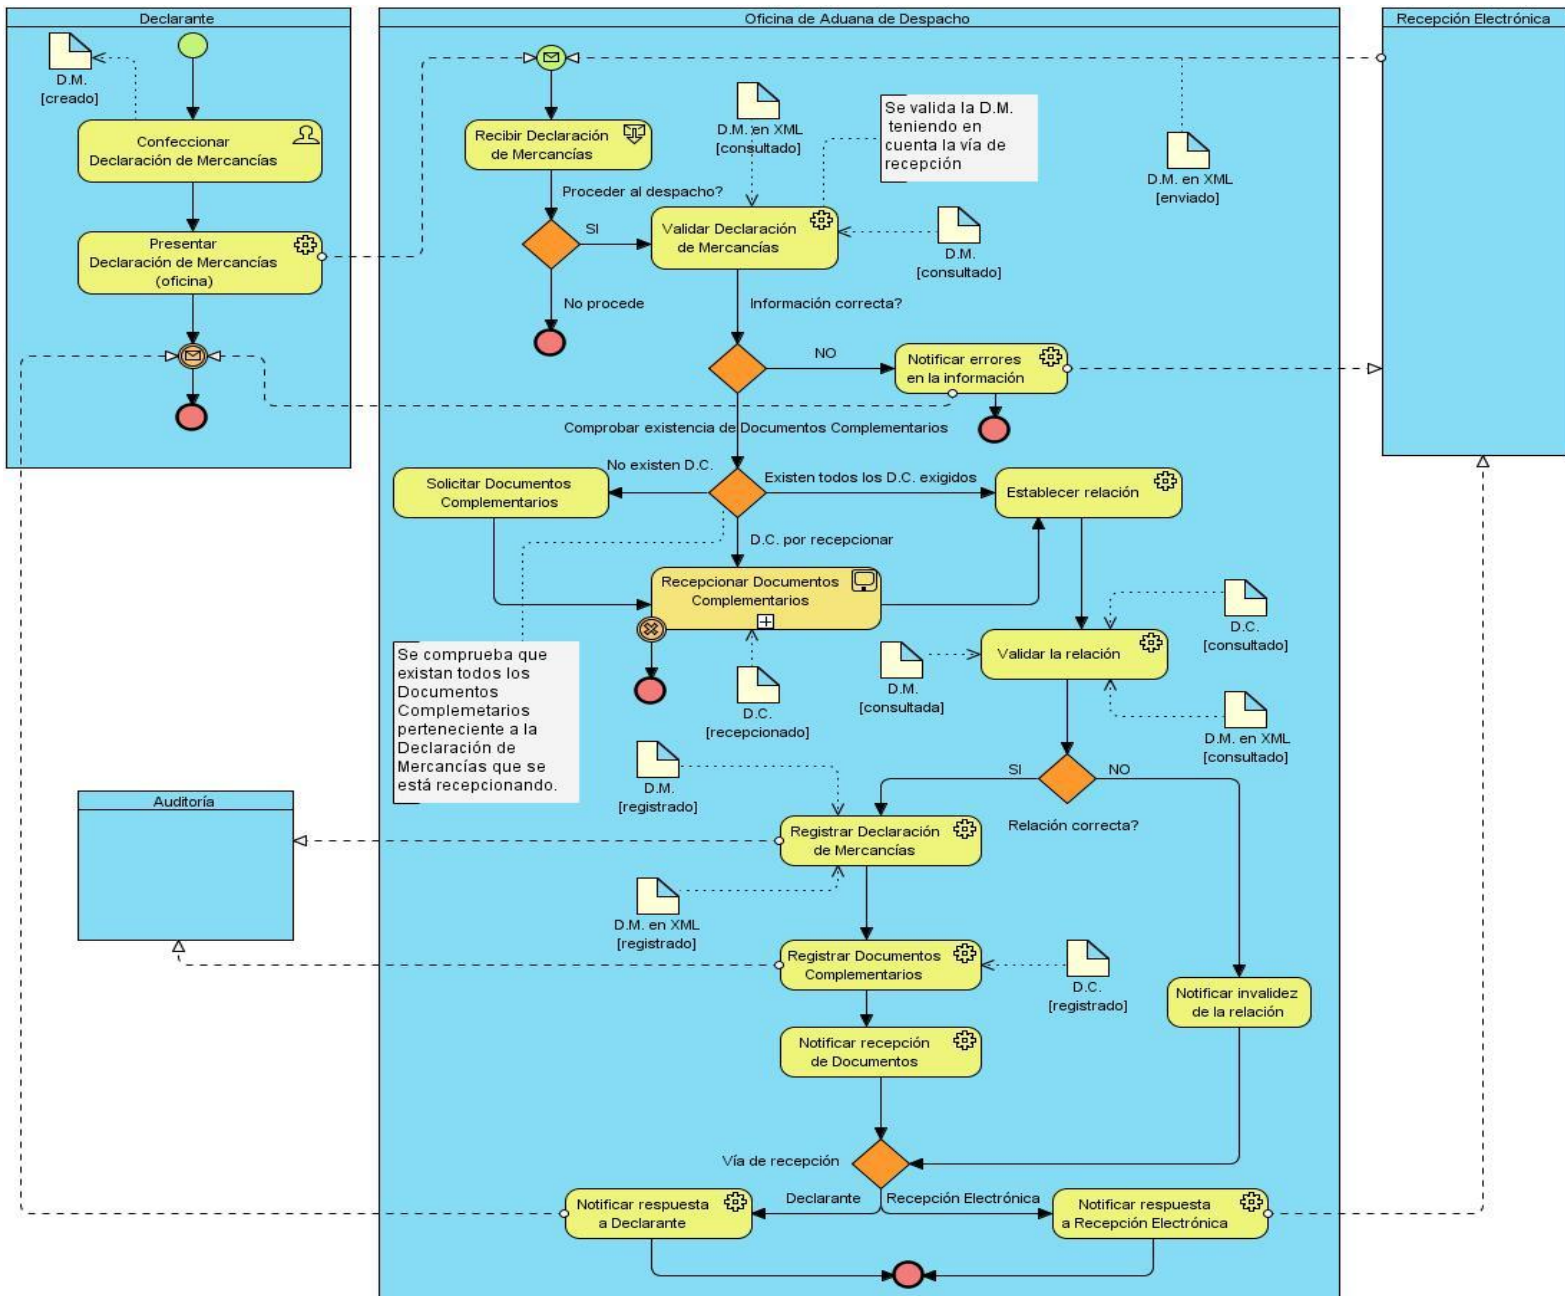 Declarante
Oficina de Aduana de Despacho
Recepción Electrónica
D.M.
[creado]
Confeccionar
Declaración de Mercancías
Presentar
Declaración de Mercancías
(oficina)
Recibir Declaración
de Mercancías
D.M. en XML
[consultado]
Se valida la D.M.
teniendo en
cuenta la vía de
recepción
D.M. en XML
[enviado]
Proceder al despacho?
SI
Validar Declaración
de Mercancías
D.M.
[consultado]
No procede
Información correcta?
NO
Notificar errores
en la información
Comprobar existencia de Documentos Complementarios
No existen D.C.
Existen todos los D.C. exigidos
Solicitar Documentos
Complementarios
Establecer relación
D.C. por recepcionar
Recepcionar Documentos
Complementarios
D.C.
[consultado]
Se comprueba que
existan todos los
Documentos
Complemetarios
perteneciente a la
Declaración de
Mercancías que se
está recepcionando.
Validar la relación
D.M.
[consultada]
D.C.
[recepcionado]
D.M. en XML
[consultado]
D.M.
[registrado]
SI
NO
Relación correcta?
Auditoría
Registrar Declaración
de Mercancías
D.M. en XML
[registrado]
Registrar Documentos
Complementarios
D.C.
[registrado]
Notificar invalidez
de la relación
Notificar recepción
de Documentos
Vía de recepción
Declarante
Recepción Electrónica
Notificar respuesta
a Declarante
Notificar respuesta
a Recepción Electrónica